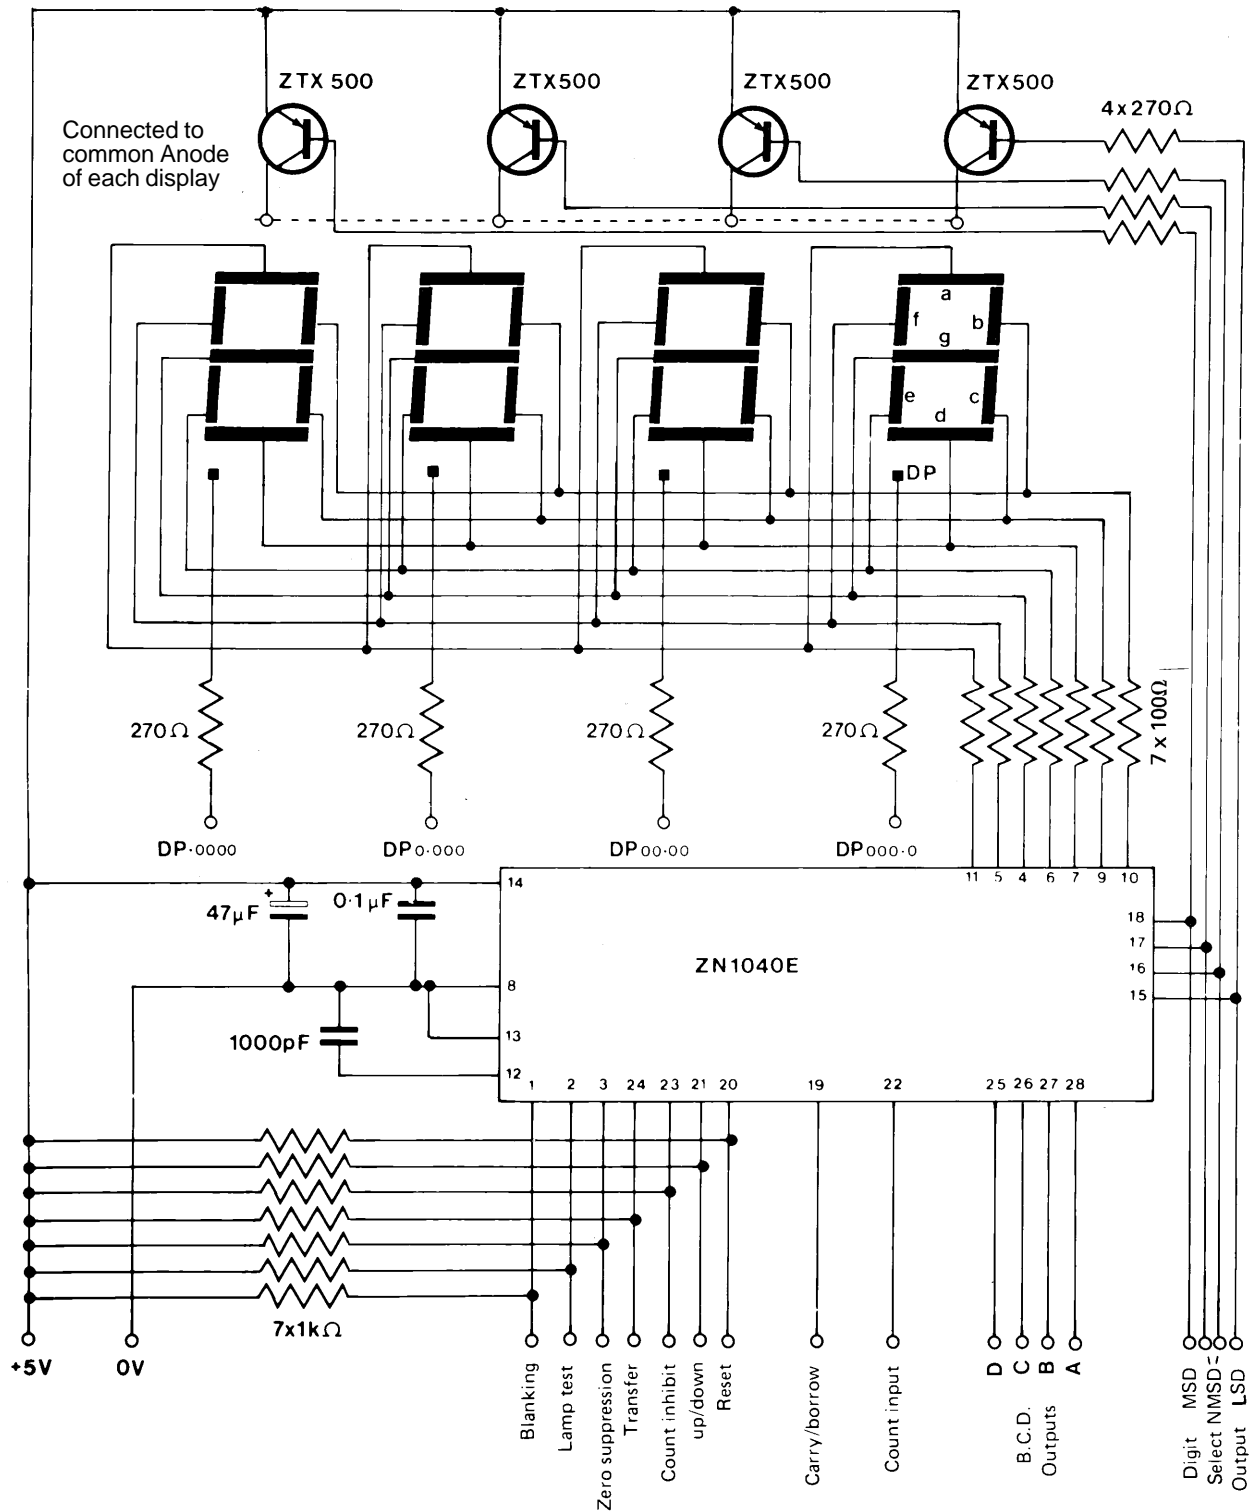 ZTX 500
ZTX500
ZTX500
ZTX500
4x270Ω
Connected to
common Anode
of each display
a
f
b
g
e
c
d
DP
270Ω
270Ω
270Ω
270Ω
7 x 100Ω
DP·0000
DP0·000
DP00·00
DP000·0
11
5
4
6
7
9
10
14
+
47µF
0·1µF
18
17
ZN1040E
16
8
15
1000pF
13
12
1
2
3
24
23
21
20
19
22
25
26
27
28
7x1kΩ
+5V
0V
Blanking
Lamp test
Zero suppression
Transfer
Count inhibit
up/down
Reset
Carry/borrow
Count input
D
C
B
A
B.C.D.
Outputs
Digit MSD
Select NMSD
Output LSD